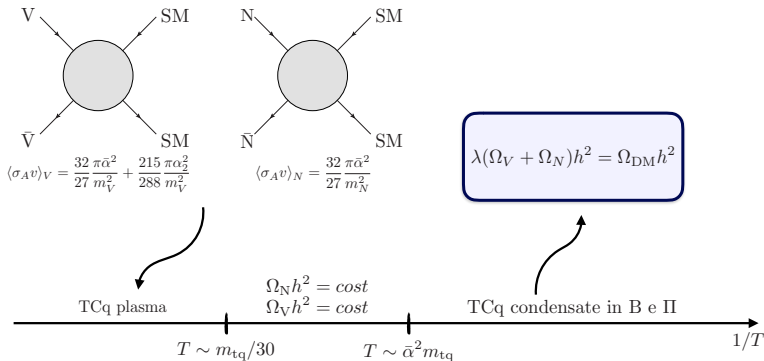 V SM N SM
V̄ SM N̄ SM
⟨σ_A v⟩_V = 32/27 πᾱ²/m_V² + 215/288 πα₂²/m_V²
⟨σ_A v⟩_N = 32/27 πᾱ²/m_N²
λ(Ω_V + Ω_N)h² = Ω_DM h²
Ω_N h² = cost
Ω_V h² = cost
TCq plasma
TCq condensate in B e Π
T ∼ m_tq/30
T ∼ ᾱ² m_tq
1/T